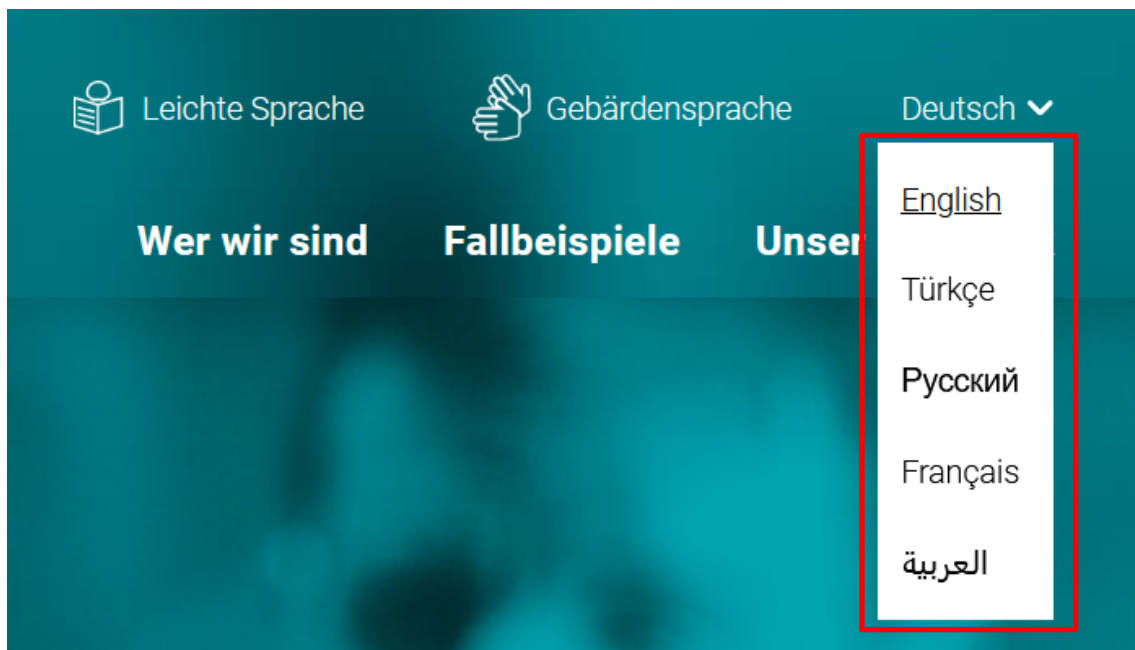 Leichte Sprache Gebärdensprache Deutsch
Wer wir sind Fallbeispiele Unser
English
Türkçe
Русский
Français
العربية